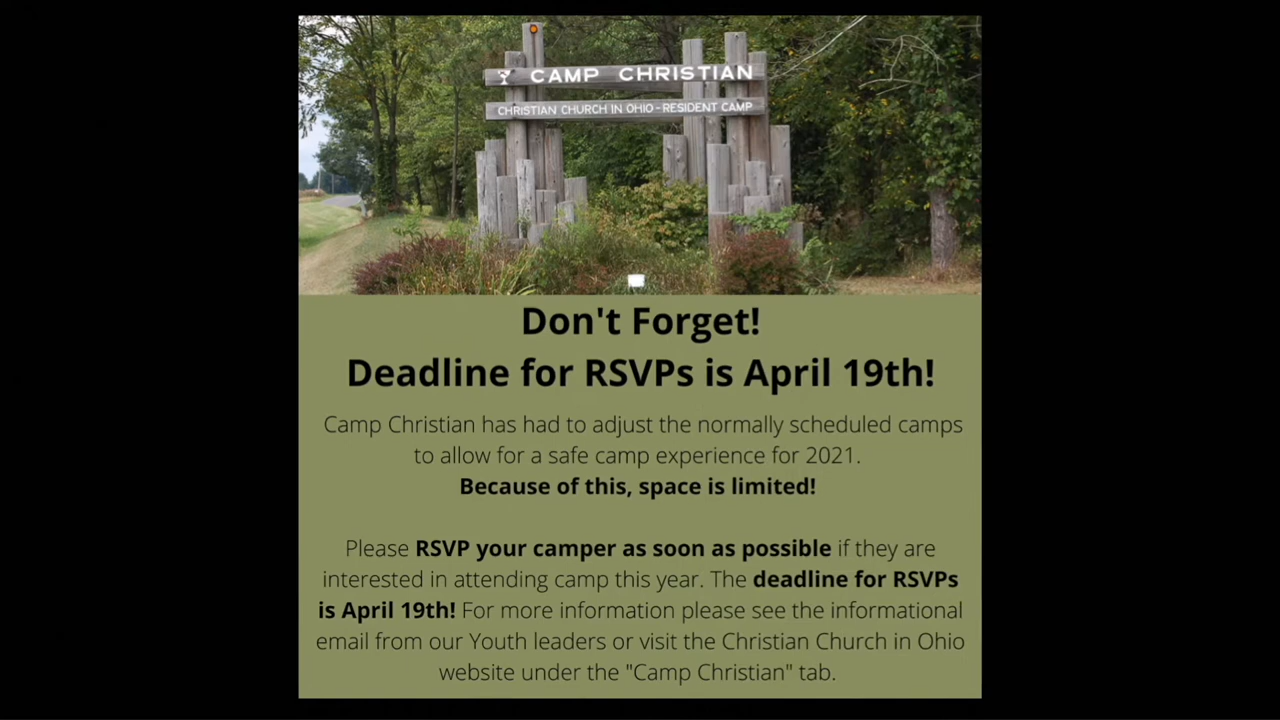 CAMP CHRISTIAN
CHRISTIAN CHURCH IN OHIO - RESIDENT CAMP
Don't Forget!
Deadline for RSVPs is April 19th!
Camp Christian has had to adjust the normally scheduled camps
to allow for a safe camp experience for 2021.
Because of this, space is limited!
Please RSVP your camper as soon as possible if they are
interested in attending camp this year. The deadline for RSVPs
is April 19th! For more information please see the informational
email from our Youth leaders or visit the Christian Church in Ohio
website under the "Camp Christian" tab.